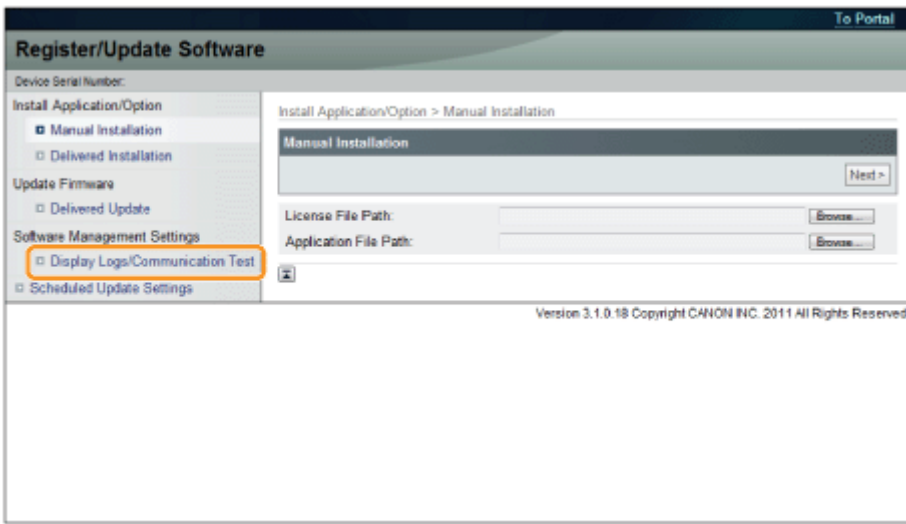 To Portal
Register/Update Software
Device Serial Number:
Install Application/Option
Manual Installation
Delivered Installation
Update Firmware
Delivered Update
Software Management Settings
Display Logs/Communication Test
Scheduled Update Settings
Install Application/Option > Manual Installation
Manual Installation
Next >
License File Path: Browse...
Application File Path: Browse...
Version 3.1.0.18 Copyright CANON INC. 2011 All Rights Reserved